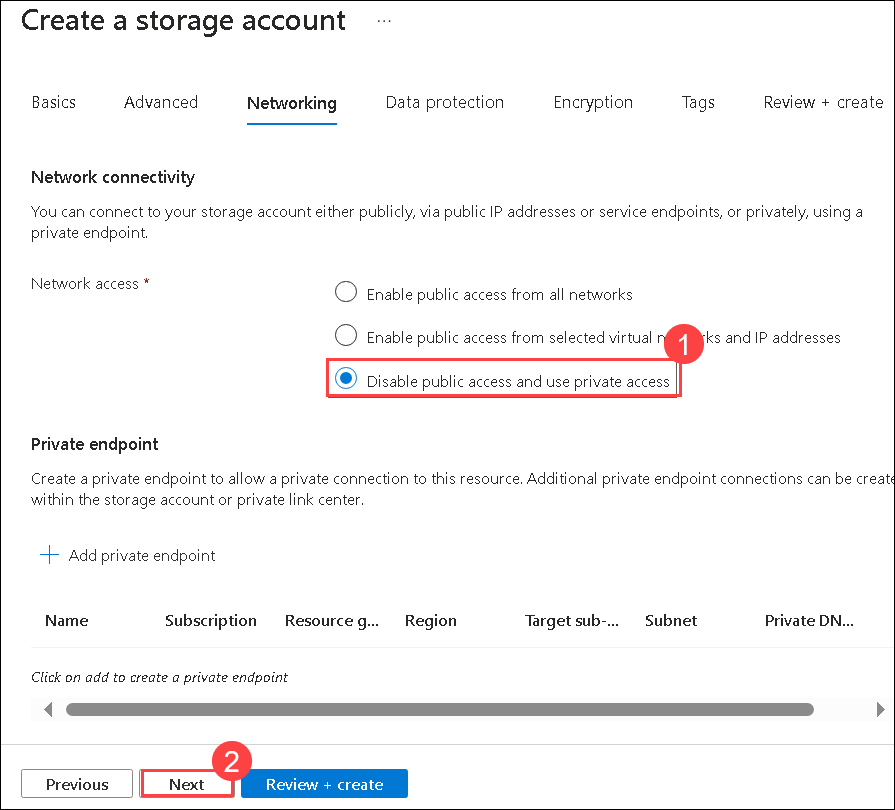 Create a storage account ...
Basics Advanced Networking Data protection Encryption Tags Review + create
Network connectivity
You can connect to your storage account either publicly, via public IP addresses or service endpoints, or privately, using a
private endpoint.
Network access *
Enable public access from all networks
Enable public access from selected virtual n rks and IP addresses
1
Disable public access and use private access
Private endpoint
Create a private endpoint to allow a private connection to this resource. Additional private endpoint connections can be create
within the storage account or private link center.
+ Add private endpoint
Name Subscription Resource g... Region Target sub-... Subnet Private DN...
Click on add to create a private endpoint
2
Previous Next Review + create